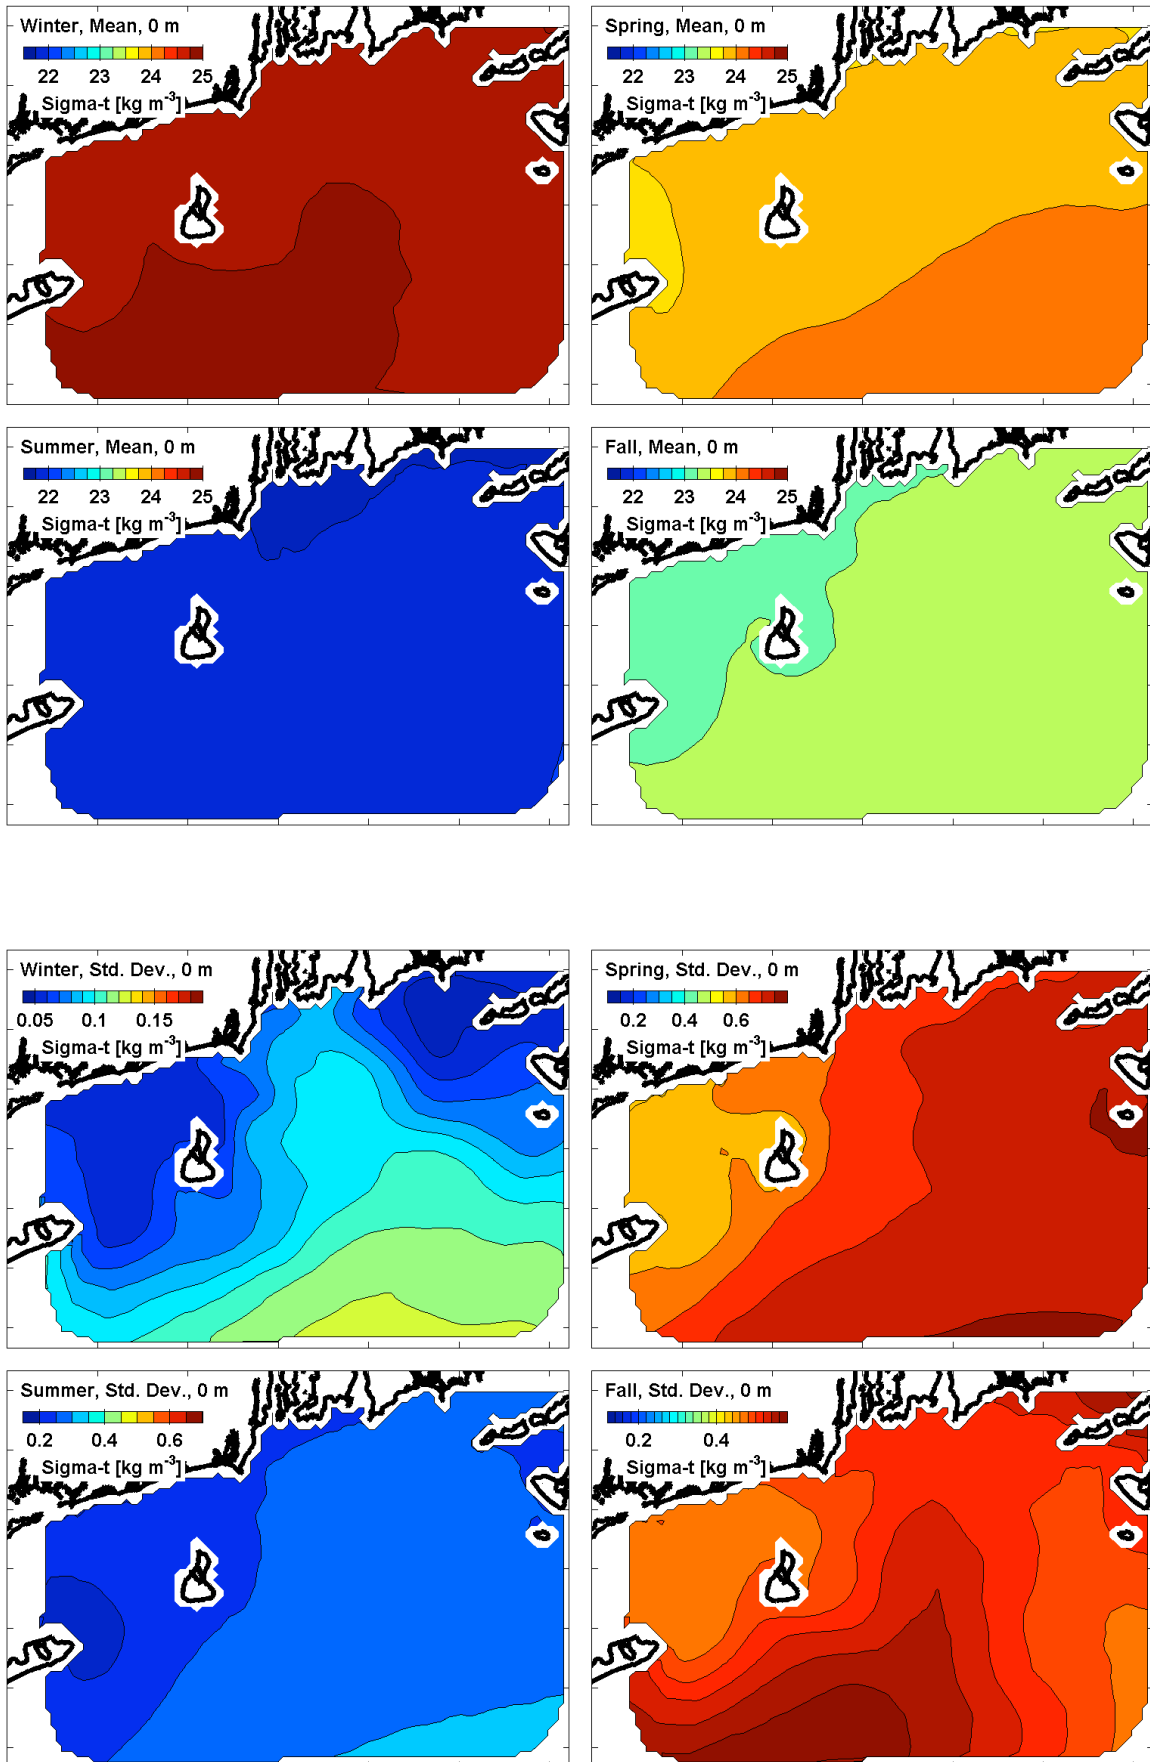 Winter, Mean, 0 m
22 23 24 25
Sigma-t [kg m⁻³]
Spring, Mean, 0 m
22 23 24 25
Sigma-t [kg m⁻³]
Summer, Mean, 0 m
22 23 24 25
Sigma-t [kg m⁻³]
Fall, Mean, 0 m
22 23 24 25
Sigma-t [kg m⁻³]
Winter, Std. Dev., 0 m
0.05 0.1 0.15
Sigma-t [kg m⁻³]
Spring, Std. Dev., 0 m
0.2 0.4 0.6
Sigma-t [kg m⁻³]
Summer, Std. Dev., 0 m
0.2 0.4 0.6
Sigma-t [kg m⁻³]
Fall, Std. Dev., 0 m
0.2 0.4
Sigma-t [kg m⁻³]